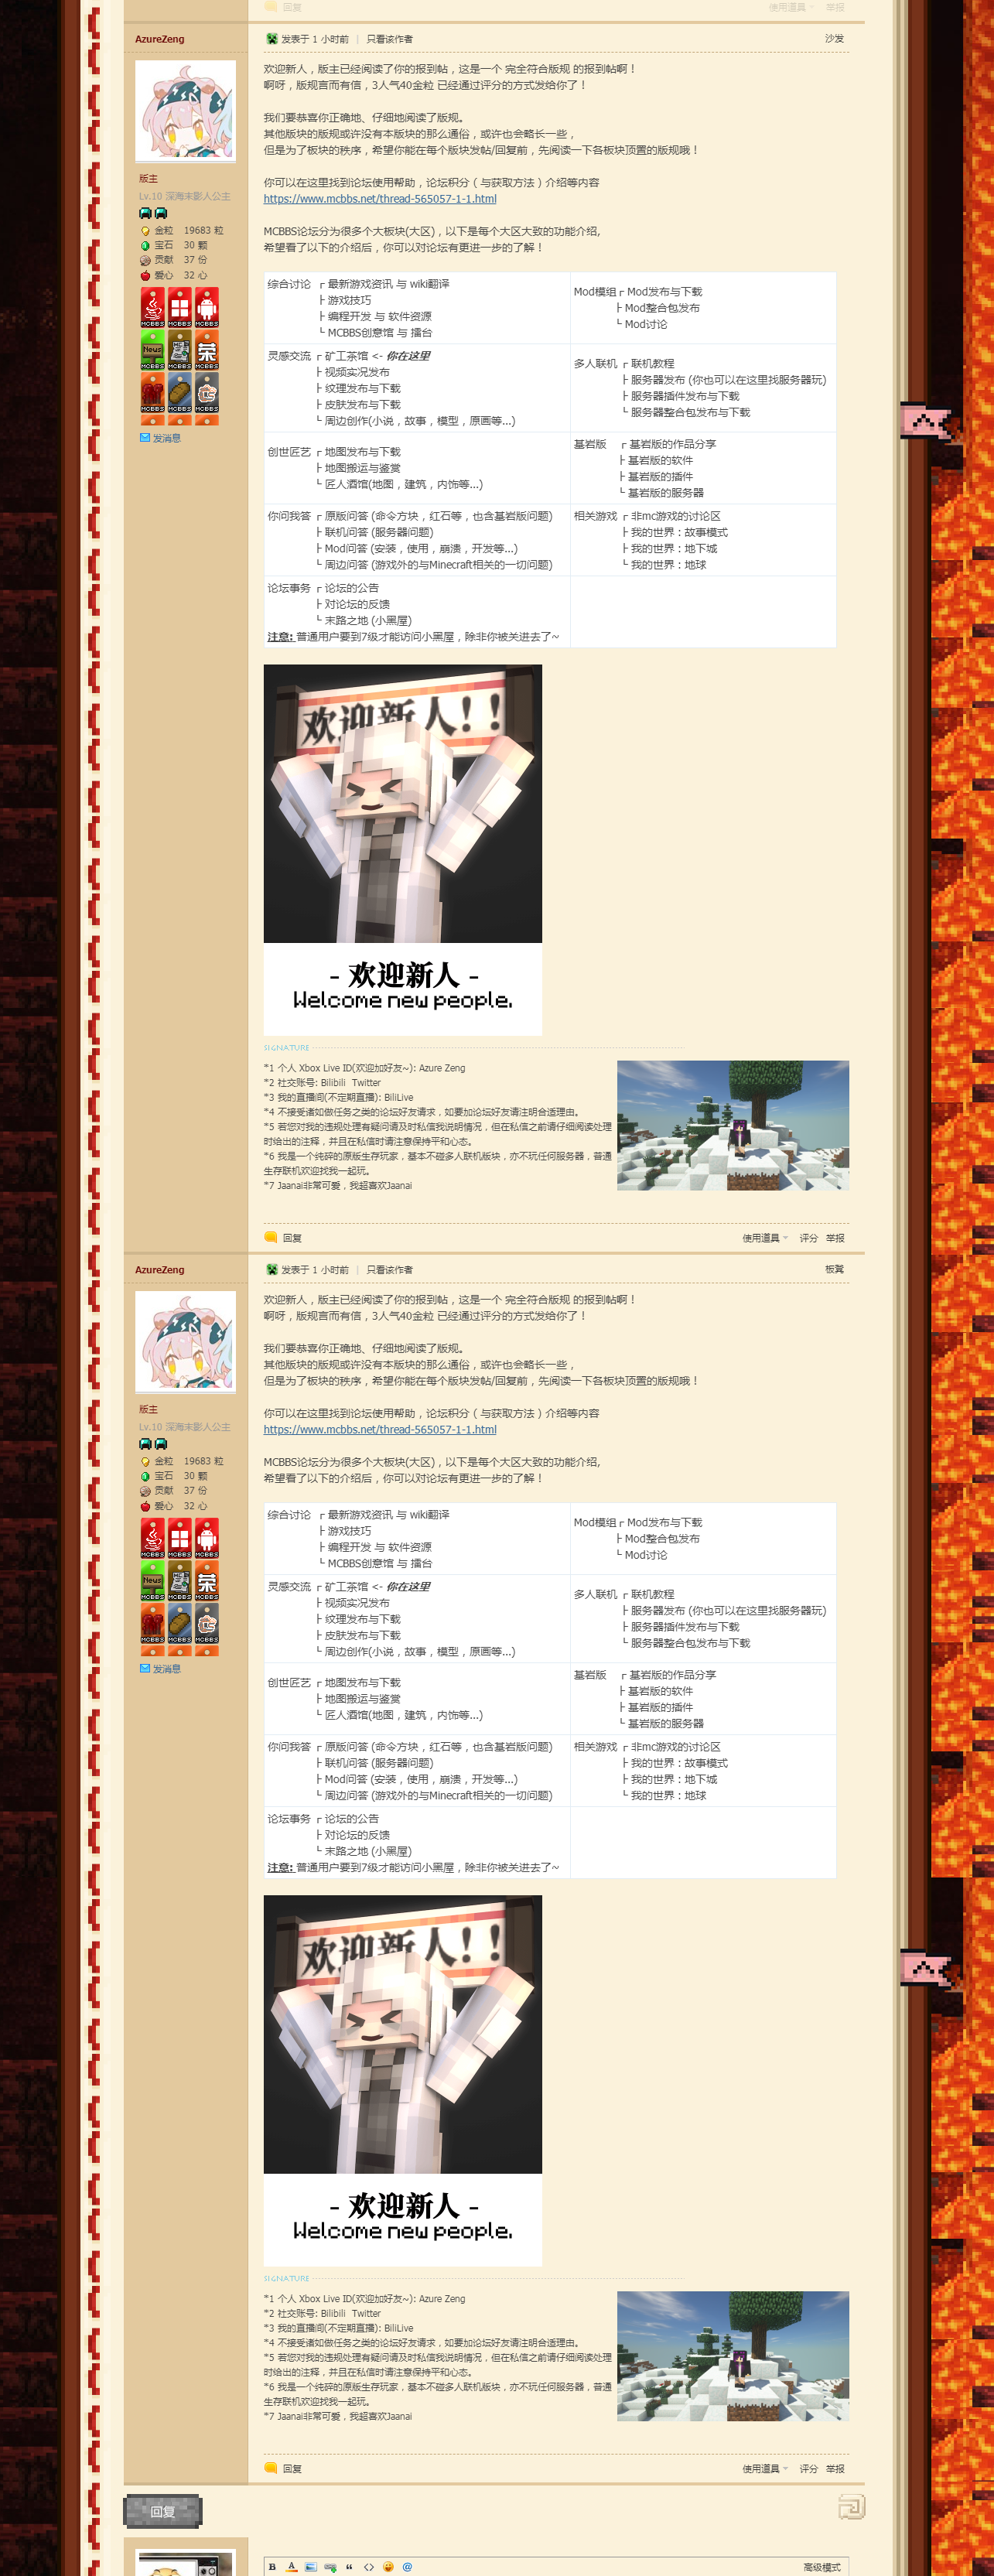 回复 使用道具 举报
AzureZeng
发表于 1 小时前 | 只看该作者 沙发
欢迎新人，版主已经阅读了你的报到帖，这是一个 完全符合版规 的报到帖啊！
啊呀，版规言而有信，3人气40金粒 已经通过评分的方式发给你了！
我们要恭喜你正确地、仔细地阅读了版规。
其他版块的版规或许没有本版块的那么通俗，或许也会略长一些，
但是为了板块的秩序，希望你能在每个版块发帖/回复前，先阅读一下各板块顶置的版规哦！
你可以在这里找到论坛使用帮助，论坛积分（与获取方法）介绍等内容
https://www.mcbbs.net/thread-565057-1-1.html
MCBBS论坛分为很多个大板块(大区)，以下是每个大区大致的功能介绍,
希望看了以下的介绍后，你可以对论坛有更进一步的了解！
版主
Lv.10 深海末影人公主
金粒 19683 粒
宝石 30 颗
贡献 37 份
爱心 32 心
MCBBS MCBBS MCBBS
News 茶
MCBBS MCBBS MCBBS
MCBBS MCBBS MCBBS
发消息
综合讨论 ┌ 最新游戏资讯 与 wiki翻译
├ 游戏技巧
├ 编程开发 与 软件资源
└ MCBBS创意馆 与 擂台
Mod模组┌ Mod发布与下载
├ Mod整合包发布
└ Mod讨论
灵感交流 ┌ 矿工茶馆 <- 你在这里
├ 视频实况发布
├ 纹理发布与下载
├ 皮肤发布与下载
└ 周边创作(小说，故事，模型，原画等...)
多人联机 ┌ 联机教程
├ 服务器发布 (你也可以在这里找服务器玩)
├ 服务器插件发布与下载
└ 服务器整合包发布与下载
创世匠艺 ┌ 地图发布与下载
├ 地图搬运与鉴赏
└ 匠人酒馆(地图，建筑，内饰等...)
基岩版 ┌ 基岩版的作品分享
├ 基岩版的软件
├ 基岩版的插件
└ 基岩版的服务器
你问我答 ┌ 原版问答 (命令方块，红石等，也含基岩版问题)
├ 联机问答 (服务器问题)
├ Mod问答 (安装，使用，崩溃，开发等...)
└ 周边问答 (游戏外的与Minecraft相关的一切问题)
相关游戏 ┌ 非mc游戏的讨论区
├ 我的世界：故事模式
├ 我的世界：地下城
└ 我的世界：地球
论坛事务 ┌ 论坛的公告
├ 对论坛的反馈
└ 末路之地 (小黑屋)
注意: 普通用户要到7级才能访问小黑屋，除非你被关进去了~
欢迎新人!!
- 欢迎新人 -
Welcome new people.
SIGNATURE
*1 个人 Xbox Live ID(欢迎加好友~): Azure Zeng
*2 社交账号: Bilibili Twitter
*3 我的直播间(不定期直播): BiliLive
*4 不接受诸如做任务之类的论坛好友请求，如要加论坛好友请注明合适理由。
*5 若您对我的违规处理有疑问请及时私信我说明情况，但在私信之前请仔细阅读处理
时给出的注释，并且在私信时请注意保持平和心态。
*6 我是一个纯碎的原版生存玩家，基本不碰多人联机版块，亦不玩任何服务器，普通
生存联机欢迎找我一起玩。
*7 Jaanai非常可爱，我超喜欢Jaanai
回复 使用道具 评分 举报
AzureZeng
发表于 1 小时前 | 只看该作者 板凳
欢迎新人，版主已经阅读了你的报到帖，这是一个 完全符合版规 的报到帖啊！
啊呀，版规言而有信，3人气40金粒 已经通过评分的方式发给你了！
我们要恭喜你正确地、仔细地阅读了版规。
其他版块的版规或许没有本版块的那么通俗，或许也会略长一些，
但是为了板块的秩序，希望你能在每个版块发帖/回复前，先阅读一下各板块顶置的版规哦！
你可以在这里找到论坛使用帮助，论坛积分（与获取方法）介绍等内容
https://www.mcbbs.net/thread-565057-1-1.html
MCBBS论坛分为很多个大板块(大区)，以下是每个大区大致的功能介绍,
希望看了以下的介绍后，你可以对论坛有更进一步的了解！
版主
Lv.10 深海末影人公主
金粒 19683 粒
宝石 30 颗
贡献 37 份
爱心 32 心
MCBBS MCBBS MCBBS
News 茶
MCBBS MCBBS MCBBS
MCBBS MCBBS MCBBS
发消息
综合讨论 ┌ 最新游戏资讯 与 wiki翻译
├ 游戏技巧
├ 编程开发 与 软件资源
└ MCBBS创意馆 与 擂台
Mod模组┌ Mod发布与下载
├ Mod整合包发布
└ Mod讨论
灵感交流 ┌ 矿工茶馆 <- 你在这里
├ 视频实况发布
├ 纹理发布与下载
├ 皮肤发布与下载
└ 周边创作(小说，故事，模型，原画等...)
多人联机 ┌ 联机教程
├ 服务器发布 (你也可以在这里找服务器玩)
├ 服务器插件发布与下载
└ 服务器整合包发布与下载
创世匠艺 ┌ 地图发布与下载
├ 地图搬运与鉴赏
└ 匠人酒馆(地图，建筑，内饰等...)
基岩版 ┌ 基岩版的作品分享
├ 基岩版的软件
├ 基岩版的插件
└ 基岩版的服务器
你问我答 ┌ 原版问答 (命令方块，红石等，也含基岩版问题)
├ 联机问答 (服务器问题)
├ Mod问答 (安装，使用，崩溃，开发等...)
└ 周边问答 (游戏外的与Minecraft相关的一切问题)
相关游戏 ┌ 非mc游戏的讨论区
├ 我的世界：故事模式
├ 我的世界：地下城
└ 我的世界：地球
论坛事务 ┌ 论坛的公告
├ 对论坛的反馈
└ 末路之地 (小黑屋)
注意: 普通用户要到7级才能访问小黑屋，除非你被关进去了~
欢迎新人!!
- 欢迎新人 -
Welcome new people.
SIGNATURE
*1 个人 Xbox Live ID(欢迎加好友~): Azure Zeng
*2 社交账号: Bilibili Twitter
*3 我的直播间(不定期直播): BiliLive
*4 不接受诸如做任务之类的论坛好友请求，如要加论坛好友请注明合适理由。
*5 若您对我的违规处理有疑问请及时私信我说明情况，但在私信之前请仔细阅读处理
时给出的注释，并且在私信时请注意保持平和心态。
*6 我是一个纯碎的原版生存玩家，基本不碰多人联机版块，亦不玩任何服务器，普通
生存联机欢迎找我一起玩。
*7 Jaanai非常可爱，我超喜欢Jaanai
回复 使用道具 评分 举报
回复
B A “ <> @ 高级模式